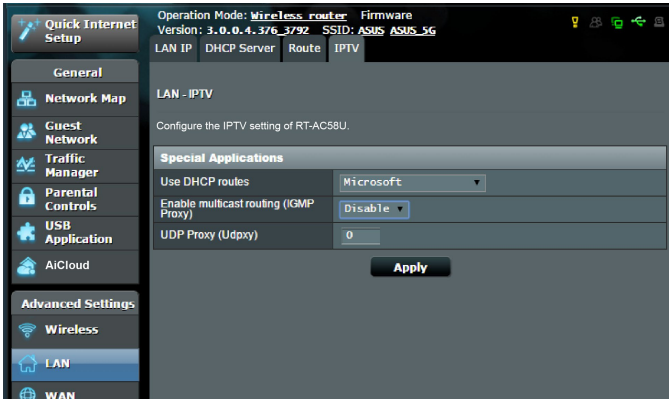 Quick Internet Setup
Operation Mode: Wireless router Firmware
Version: 3.0.0.4.376_3792 SSID: ASUS ASUS_5G
LAN IP DHCP Server Route IPTV
General
Network Map
Guest Network
Traffic Manager
Parental Controls
USB Application
AiCloud
Advanced Settings
Wireless
LAN
WAN
LAN - IPTV
Configure the IPTV setting of RT-AC58U.
Special Applications
Use DHCP routes Microsoft
Enable multicast routing (IGMP Proxy) Disable
UDP Proxy (Udpxy) 0
Apply